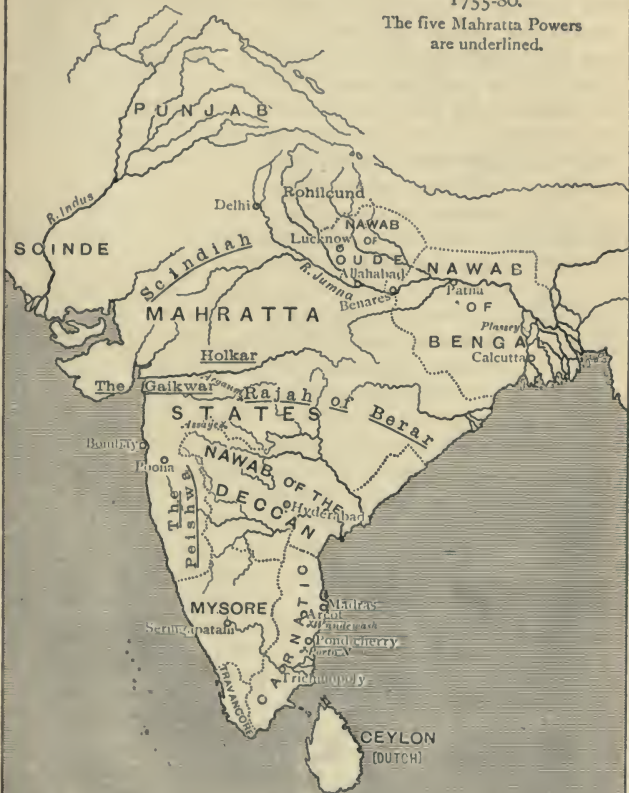 1755-80.
The five Mahratta Powers
are underlined.
PUNJAB
R. Indus
Delhi
Rohilcund
SCINDE
Scindiah
NAWAB
OF
OUDE
Lucknow
Allahabad
R. Jumna
Benares
NAWAB
OF
BENGAL
Patna
Plassey
Calcutta
MAHRATTA
STATES
Holkar
The Gaikwar
Rajah of Berar
Assaye
Bombay
Poona
The
Peishwa
NAWAB OF THE
DECCAN
Hyderabad
MYSORE
Seringapatam
CARNATIC
Madras
Arcot
Wandewash
Pondicherry
Porto N
Trichinopoly
TRAVANCORE
CEYLON
[DUTCH]